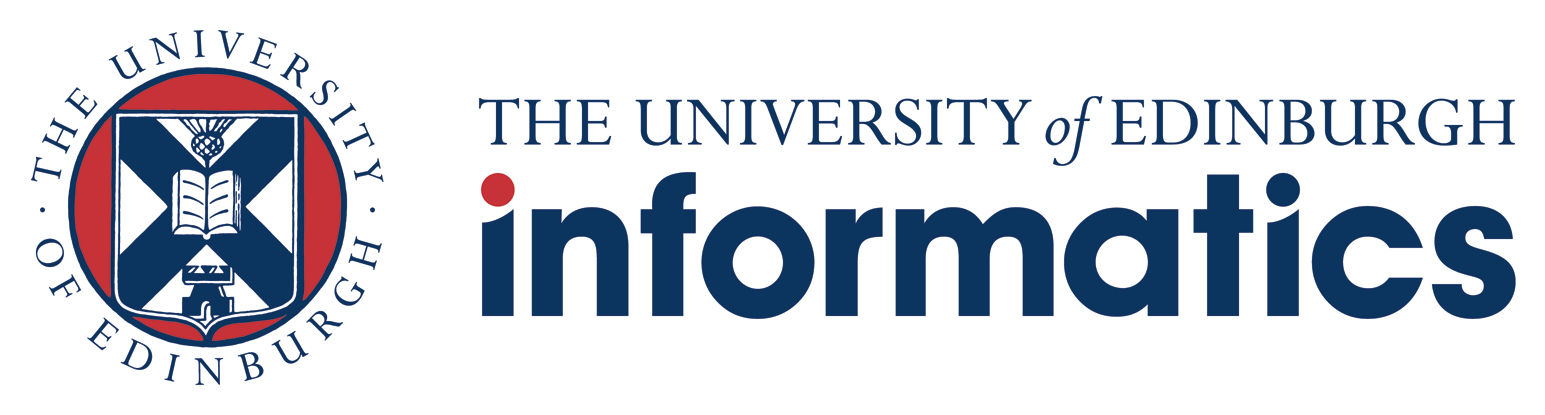 THE UNIVERSITY
· OF EDINBURGH ·
THE UNIVERSITY of EDINBURGH
informatics